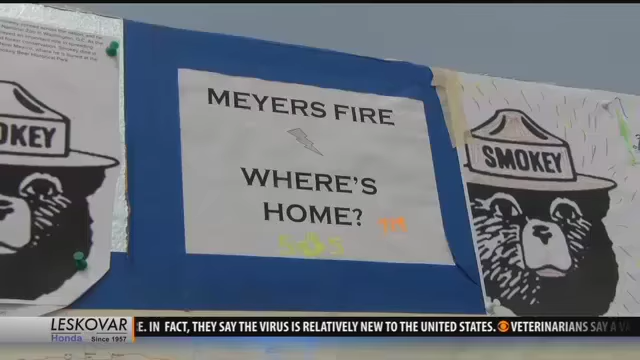 MEYERS FIRE
WHERE'S
HOME?
OKEY
SMOKEY
LESKOVAR
Honda Since 1957
E. IN FACT, THEY SAY THE VIRUS IS RELATIVELY NEW TO THE UNITED STATES. VETERINARIANS SAY A